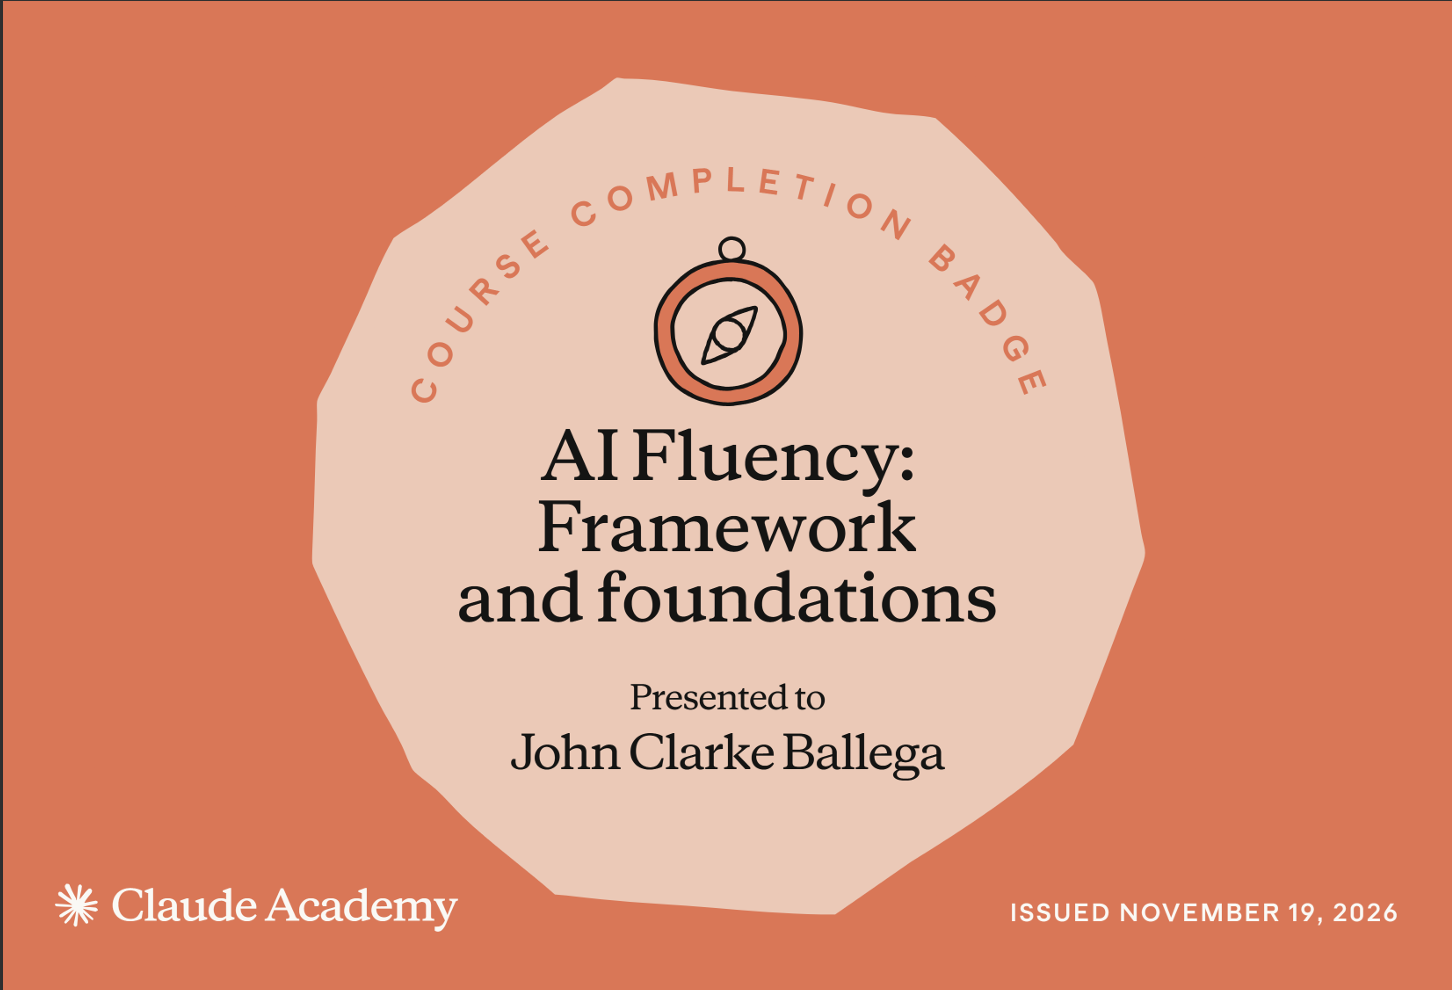 COURSE COMPLETION BADGE
AI Fluency:
Framework
and foundations
Presented to
John Clarke Ballega
Claude Academy
ISSUED NOVEMBER 19, 2026